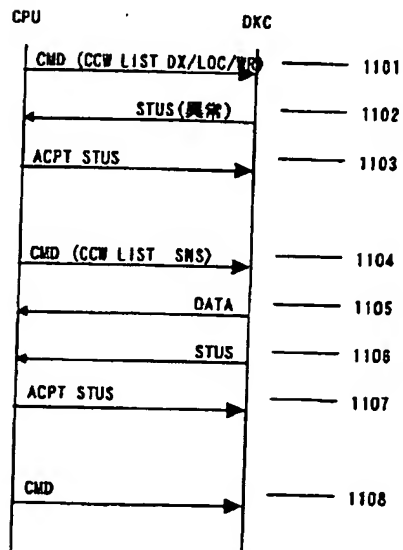 CPU DKC
CMD (CCW LIST DX/LOC/WR) 1101
STUS(異常) 1102
ACPT STUS 1103
CMD (CCW LIST SNS) 1104
DATA 1105
STUS 1106
ACPT STUS 1107
CMD 1108